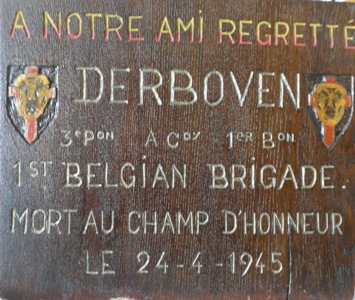 A NOTRE AMI REGRETTÉ
DERBOVEN
3e Pon A Coy 1ER Bon
1ST BELGIAN BRIGADE.
MORT AU CHAMP D'HONNEUR
LE 24-4-1945